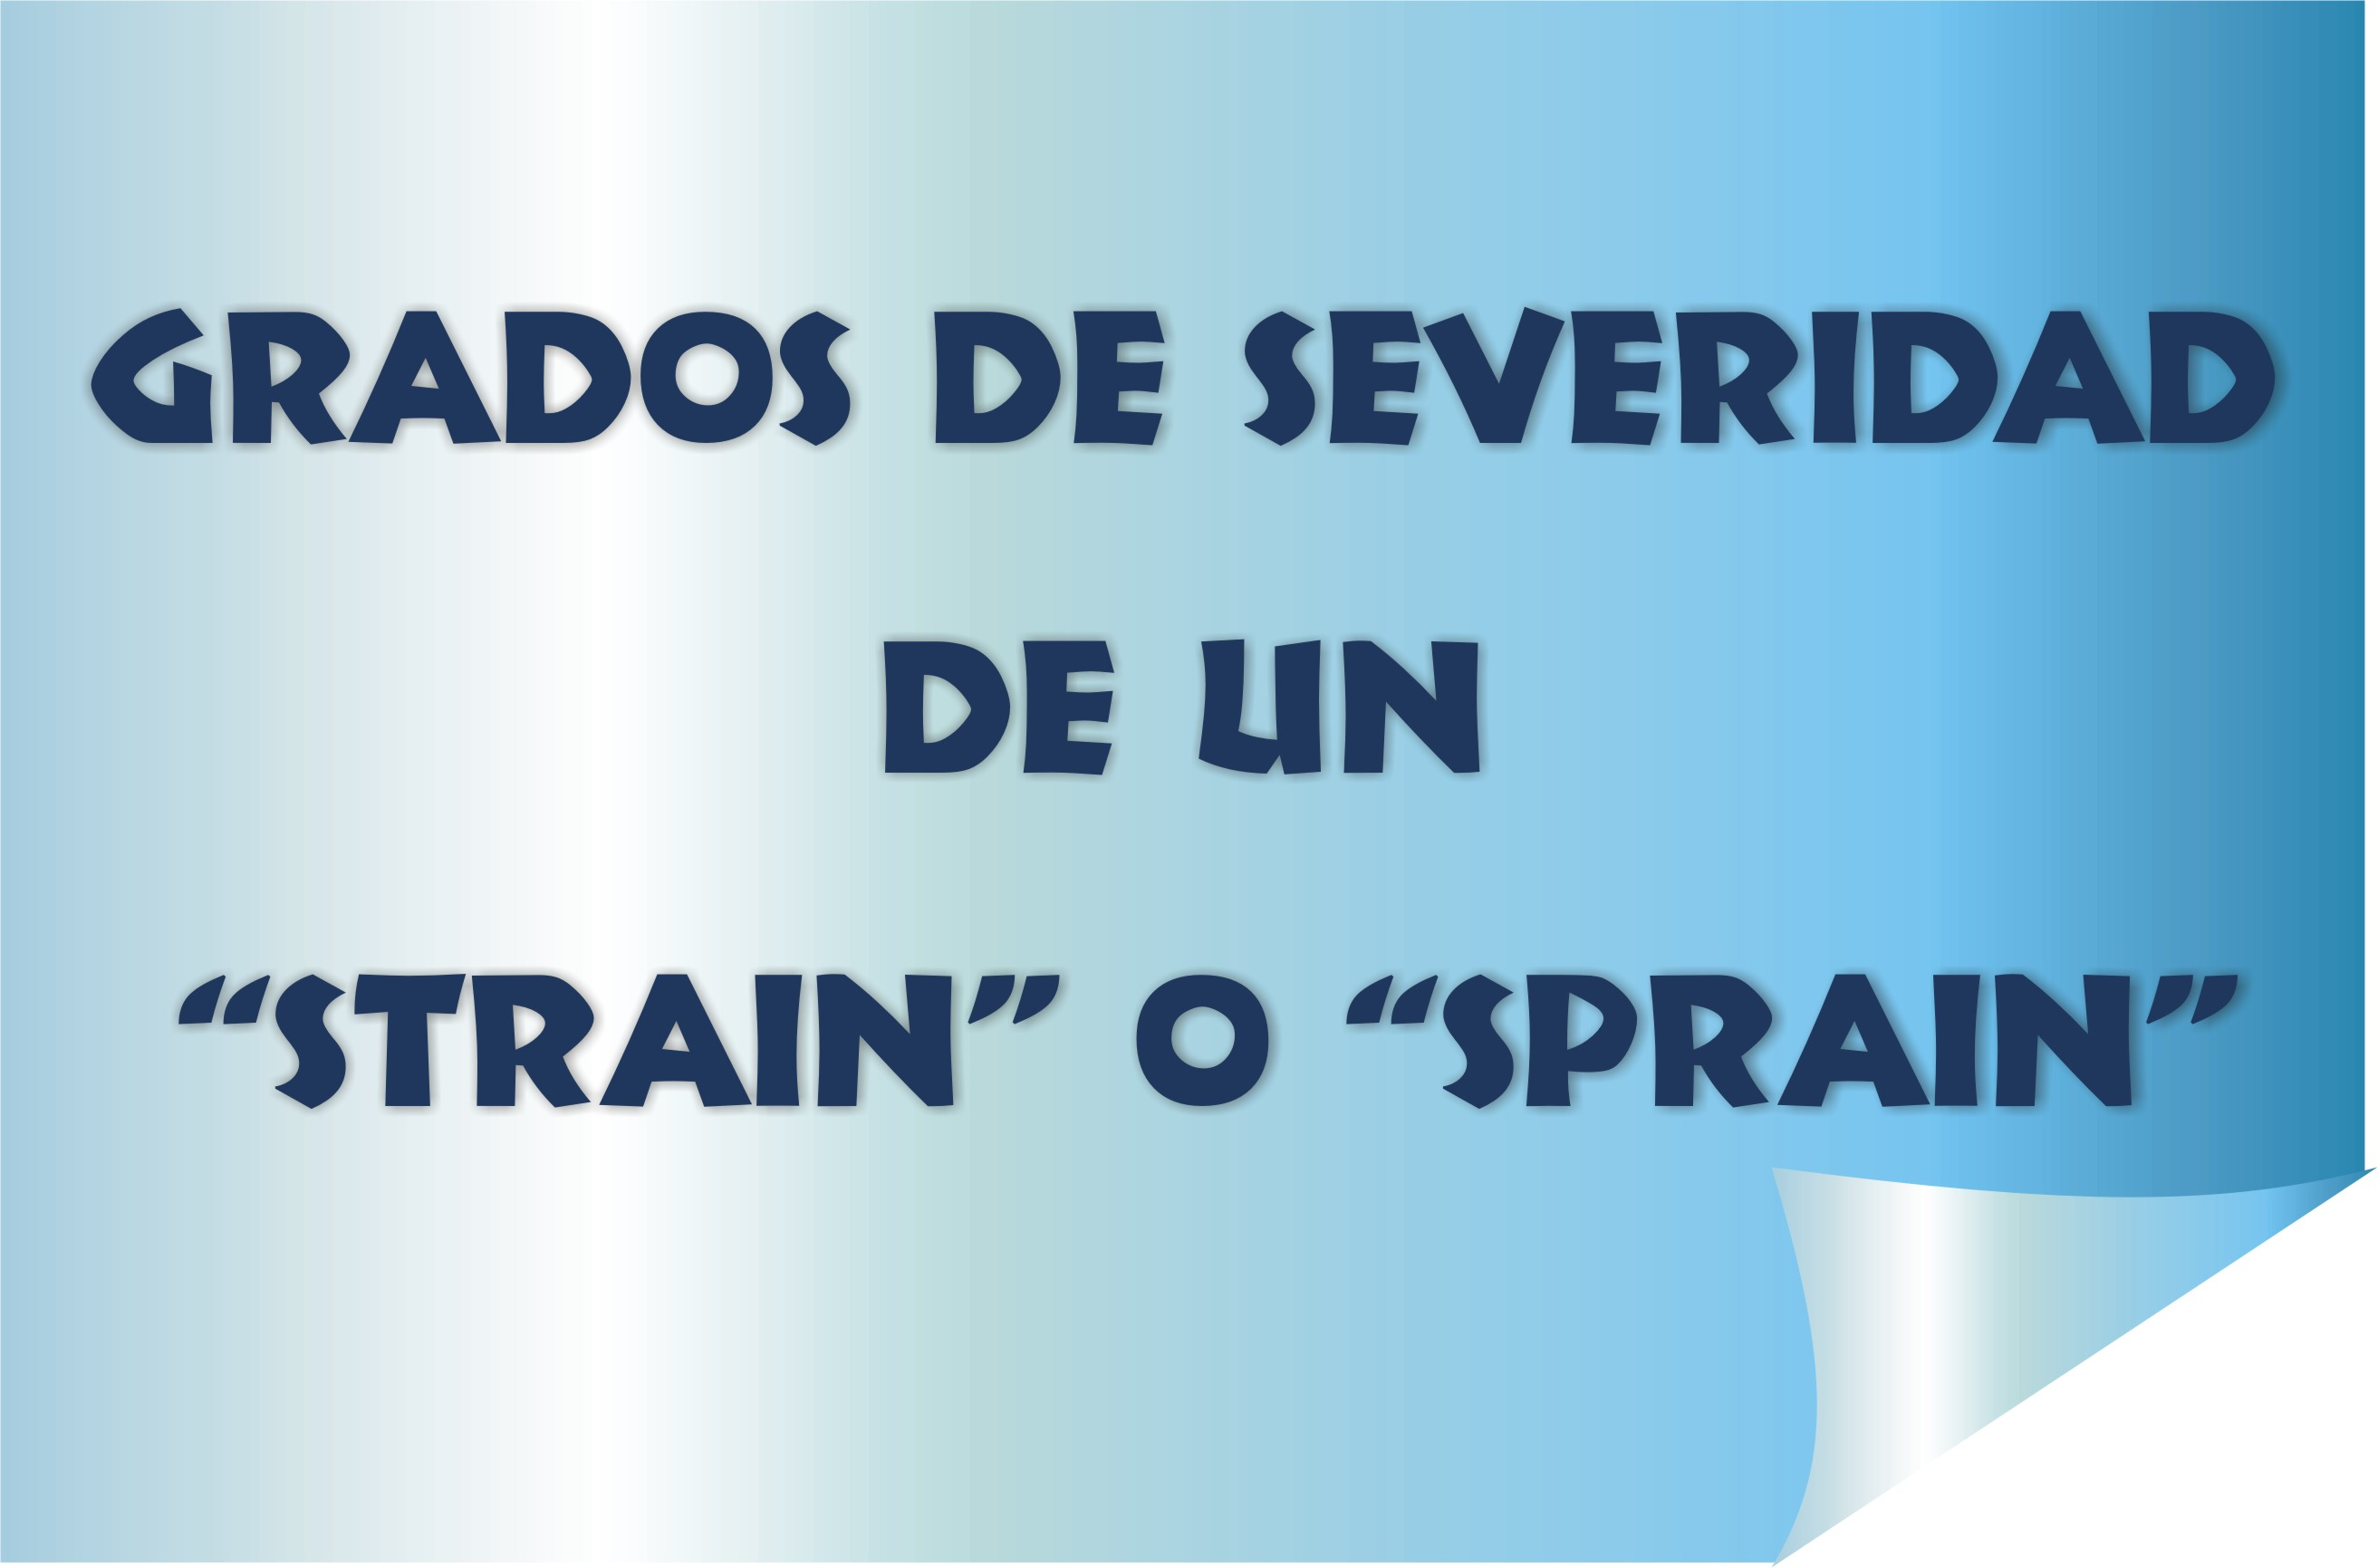 GRADOS DE SEVERIDAD
DE UN
“STRAIN” O “SPRAIN”